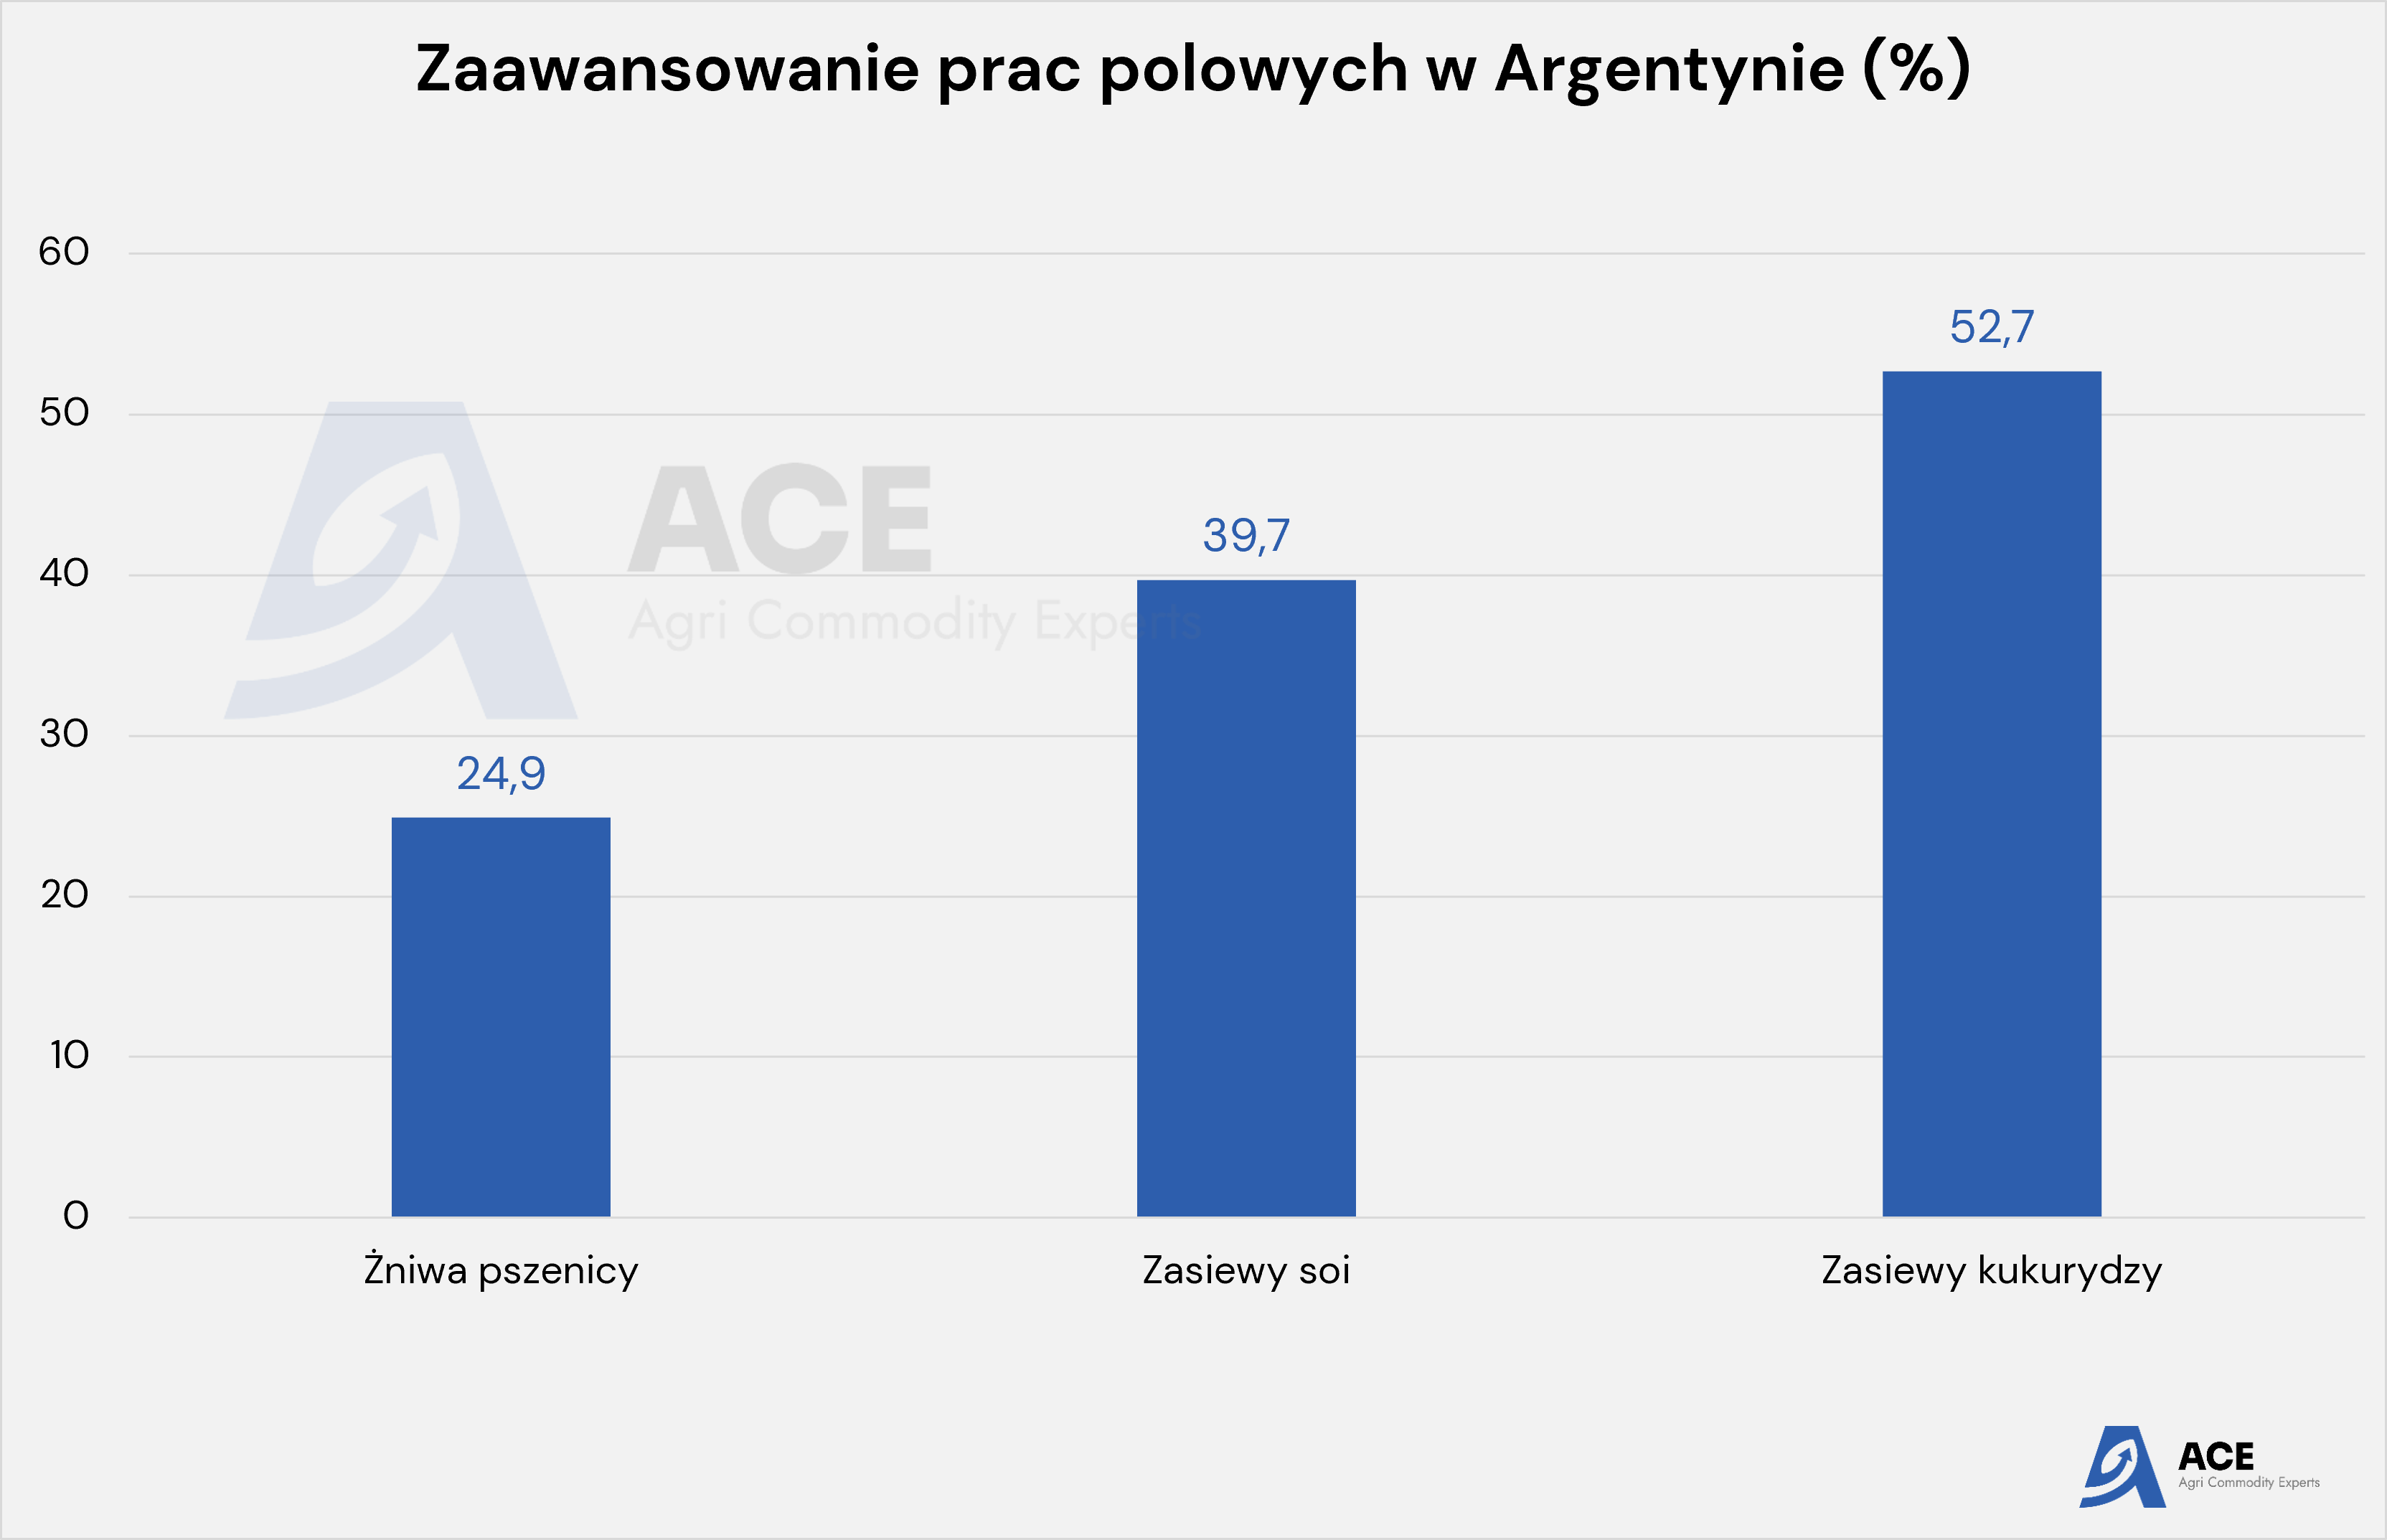 Zaawansowanie prac polowych w Argentynie (%)
60
50
40
30
20
10
0
24,9
39,7
52,7
ACE
Agri Commodity Experts
Żniwa pszenicy
Zasiewy soi
Zasiewy kukurydzy
ACE
Agri Commodity Experts